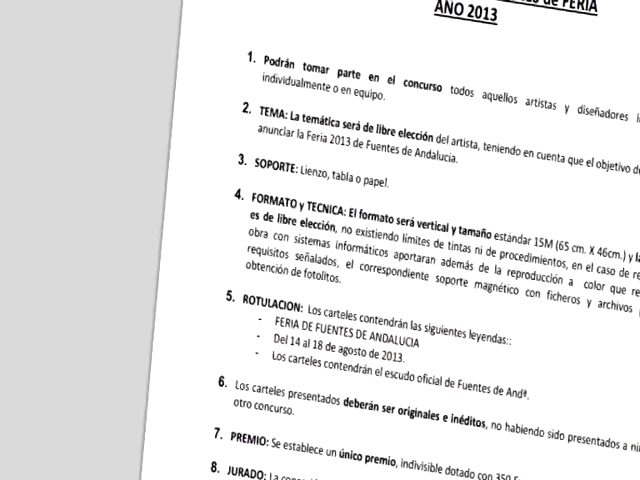 de FERIA
AÑO 2013
1. Podrán tomar parte en el concurso todos aquellos artistas y diseñadores
individualmente o en equipo.
2. TEMA: La temática será de libre elección del artista, teniendo en cuenta que el objetivo
anunciar la Feria 2013 de Fuentes de Andalucia.
3. SOPORTE: Lienzo, tabla o papel.
4. FORMATO y TECNICA: El formato será vertical y tamaño estándar 15M (65 cm. X 46cm.) y
es de libre elección, no existiendo límites de tintas ni de procedimientos, en el caso de
obra con sistemas informáticos aportaran además de la reproducción a color que
requisitos señalados, el correspondiente soporte magnético con ficheros y archivos
obtención de fotolitos.
5. ROTULACION: Los carteles contendrán las siguientes leyendas::
- FERIA DE FUENTES DE ANDALUCIA
- Del 14 al 18 de agosto de 2013.
- Los carteles contendrán el escudo oficial de Fuentes de Andª.
6. Los carteles presentados deberán ser originales e inéditos, no habiendo sido presentados a
otro concurso.
7. PREMIO: Se establece un único premio, indivisible dotado con 350
8. JURADO: La